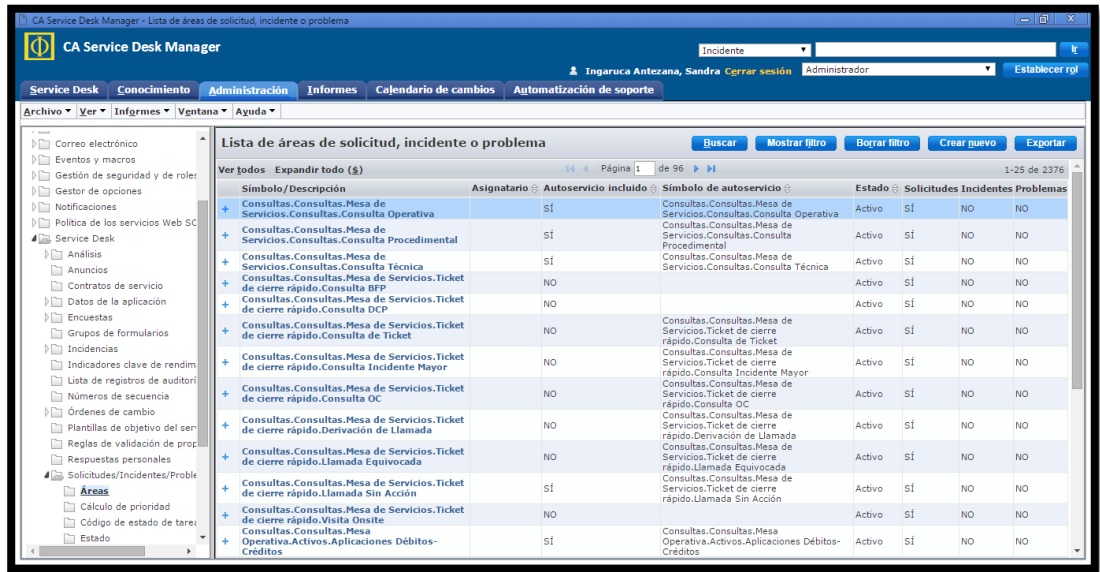 CA Service Desk Manager - Lista de áreas de solicitud, incidente o problema
CA Service Desk Manager
Incidente
Ir
Ingaruca Antezana, Sandra Cerrar sesión
Administrador
Establecer rol
Service Desk
Conocimiento
Administración
Informes
Calendario de cambios
Automatización de soporte
Archivo
Ver
Informes
Ventana
Ayuda
Correo electrónico
Eventos y macros
Gestión de seguridad y de roles
Gestor de opciones
Notificaciones
Política de los servicios Web SO
Service Desk
Análisis
Anuncios
Contratos de servicio
Datos de la aplicación
Encuestas
Grupos de formularios
Incidencias
Indicadores clave de rendim
Lista de registros de auditorí
Números de secuencia
Órdenes de cambio
Plantillas de objetivo del serv
Reglas de validación de prop
Respuestas personales
Solicitudes/Incidentes/Proble
Áreas
Cálculo de prioridad
Código de estado de tarea
Estado
Lista de áreas de solicitud, incidente o problema
Buscar
Mostrar filtro
Borrar filtro
Crear nuevo
Exportar
Ver todos Expandir todo ($)
Página 1 de 96
1-25 de 2376
Símbolo/Descripción Asignatario Autoservicio incluido Símbolo de autoservicio Estado Solicitudes Incidentes Problemas
Consultas.Consultas.Mesa de
Servicios.Consultas.Consulta Operativa
SÍ
Consultas.Consultas.Mesa de
Servicios.Consultas.Consulta Operativa
Activo SÍ NO NO
Consultas.Consultas.Mesa de
Servicios.Consultas.Consulta Procedimental
SÍ
Consultas.Consultas.Mesa de
Servicios.Consultas.Consulta
Procedimental
Activo SÍ NO NO
Consultas.Consultas.Mesa de
Servicios.Consultas.Consulta Técnica
SÍ
Consultas.Consultas.Mesa de
Servicios.Consultas.Consulta Técnica
Activo SÍ NO NO
Consultas.Consultas.Mesa de Servicios.Ticket
de cierre rápido.Consulta BFP
NO
Activo SÍ NO NO
Consultas.Consultas.Mesa de Servicios.Ticket
de cierre rápido.Consulta DCP
NO
Activo SÍ NO NO
Consultas.Consultas.Mesa de Servicios.Ticket
de cierre rápido.Consulta de Ticket
NO
Consultas.Consultas.Mesa de
Servicios.Ticket de cierre
rápido.Consulta de Ticket
Activo SÍ NO NO
Consultas.Consultas.Mesa de Servicios.Ticket
de cierre rápido.Consulta Incidente Mayor
NO
Consultas.Consultas.Mesa de
Servicios.Ticket de cierre
rápido.Consulta Incidente Mayor
Activo SÍ NO NO
Consultas.Consultas.Mesa de Servicios.Ticket
de cierre rápido.Consulta OC
NO
Consultas.Consultas.Mesa de
Servicios.Ticket de cierre
rápido.Consulta OC
Activo SÍ NO NO
Consultas.Consultas.Mesa de Servicios.Ticket
de cierre rápido.Derivación de Llamada
NO
Consultas.Consultas.Mesa de
Servicios.Ticket de cierre
rápido.Derivación de Llamada
Activo SÍ NO NO
Consultas.Consultas.Mesa de Servicios.Ticket
de cierre rápido.Llamada Equivocada
NO
Consultas.Consultas.Mesa de
Servicios.Ticket de cierre
rápido.Llamada Equivocada
Activo SÍ NO NO
Consultas.Consultas.Mesa de Servicios.Ticket
de cierre rápido.Llamada Sin Acción
SÍ
Consultas.Consultas.Mesa de
Servicios.Ticket de cierre
rápido.Llamada Sin Acción
Activo SÍ NO NO
Consultas.Consultas.Mesa de Servicios.Ticket
de cierre rápido.Visita Onsite
NO
Activo SÍ NO NO
Consultas.Consultas.Mesa
Operativa.Activos.Aplicaciones Débitos-
Créditos
SÍ
Consultas.Consultas.Mesa
Operativa.Activos.Aplicaciones Débitos-
Créditos
Activo SÍ NO NO